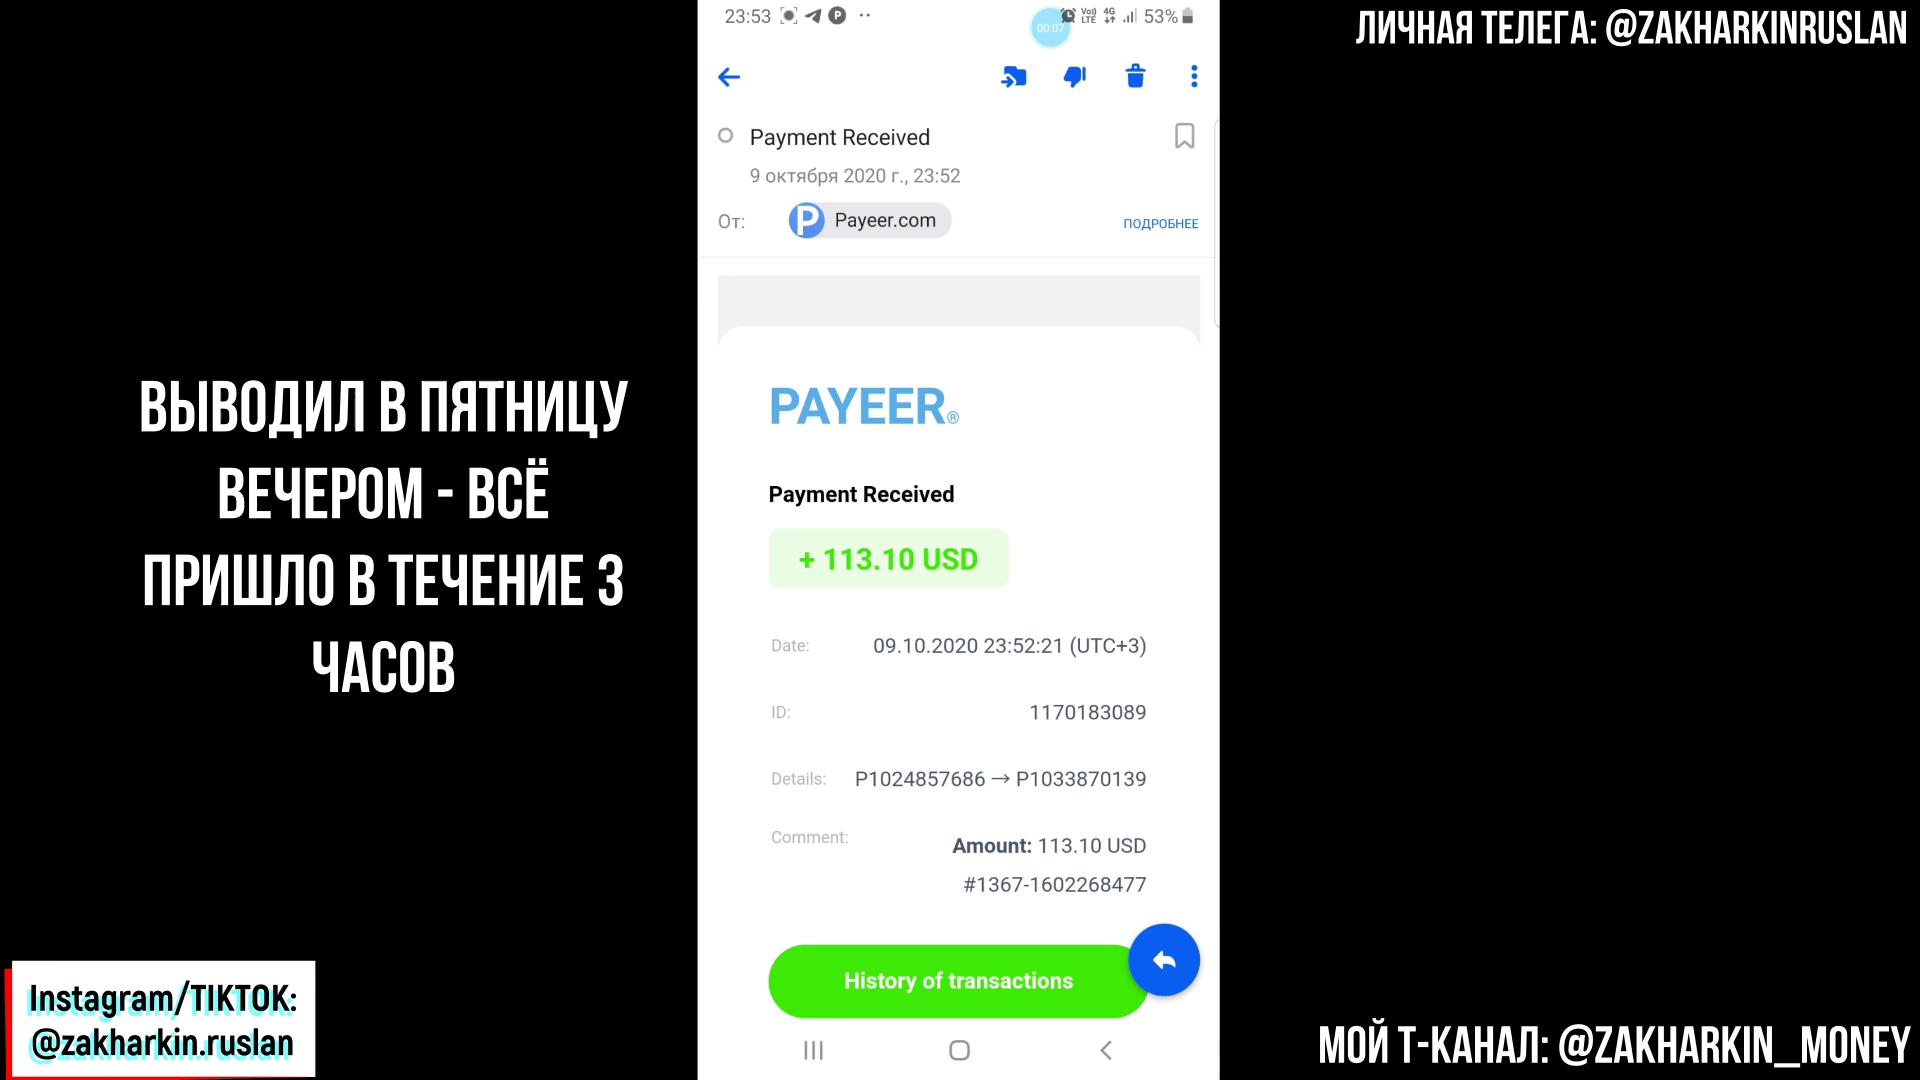 23:53
00:07
53%
ЛИЧНАЯ ТЕЛЕГА: @ZAKHARKINRUSLAN
Payment Received
9 октября 2020 г., 23:52
От: Payeer.com ПОДРОБНЕЕ
PAYEER®
Payment Received
+ 113.10 USD
Date: 09.10.2020 23:52:21 (UTC+3)
ID: 1170183089
Details: P1024857686 → P1033870139
Comment: Amount: 113.10 USD
#1367-1602268477
History of transactions
ВЫВОДИЛ В ПЯТНИЦУ
ВЕЧЕРОМ - ВСЁ
ПРИШЛО В ТЕЧЕНИЕ 3
ЧАСОВ
Instagram/TIKTOK:
@zakharkin.ruslan
МОЙ Т-КАНАЛ: @ZAKHARKIN_MONEY